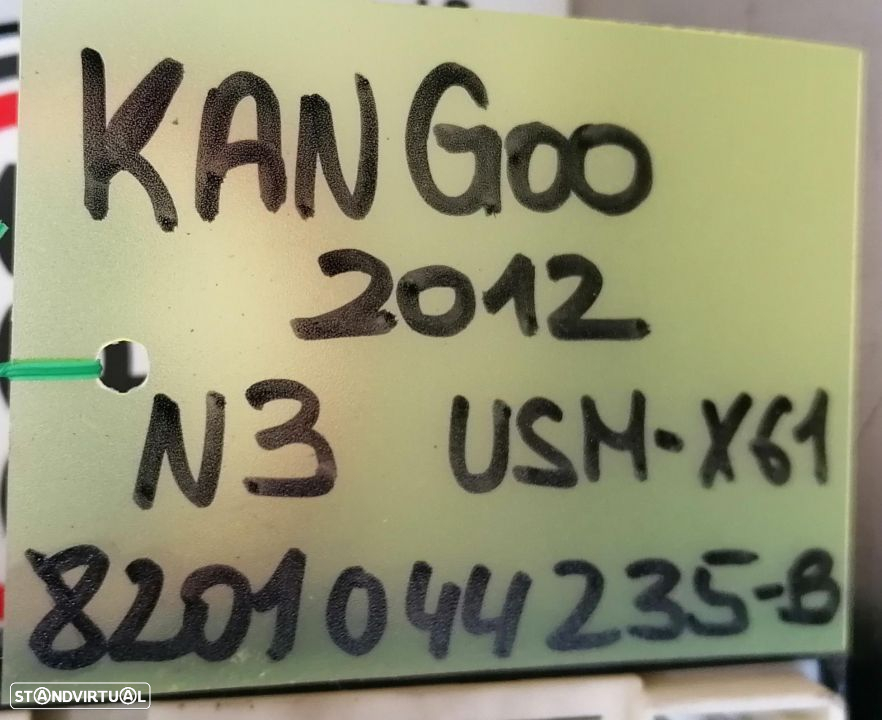 KANGOO
2012
N3 USM-X61
8201044235-B
STANDVIRTUAL